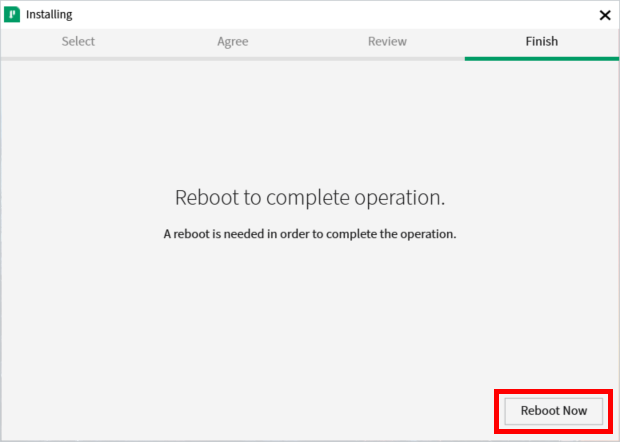 Installing
Select Agree Review Finish
Reboot to complete operation.
A reboot is needed in order to complete the operation.
Reboot Now